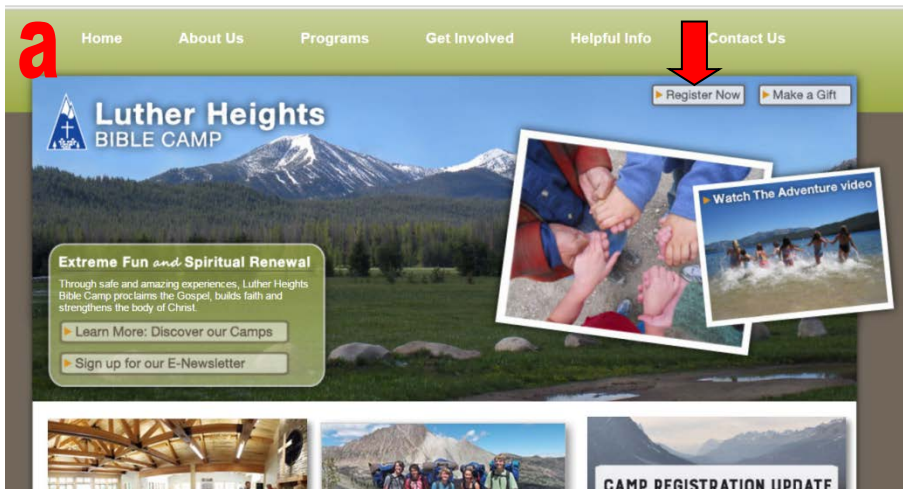 a
Home About Us Programs Get Involved Helpful Info Contact Us
Register Now Make a Gift
Luther Heights
BIBLE CAMP
Watch The Adventure video
Extreme Fun and Spiritual Renewal
Through safe and amazing experiences, Luther Heights
Bible Camp proclaims the Gospel, builds faith and
strengthens the body of Christ.
Learn More: Discover our Camps
Sign up for our E-Newsletter
CAMP REGISTRATION UPDATE